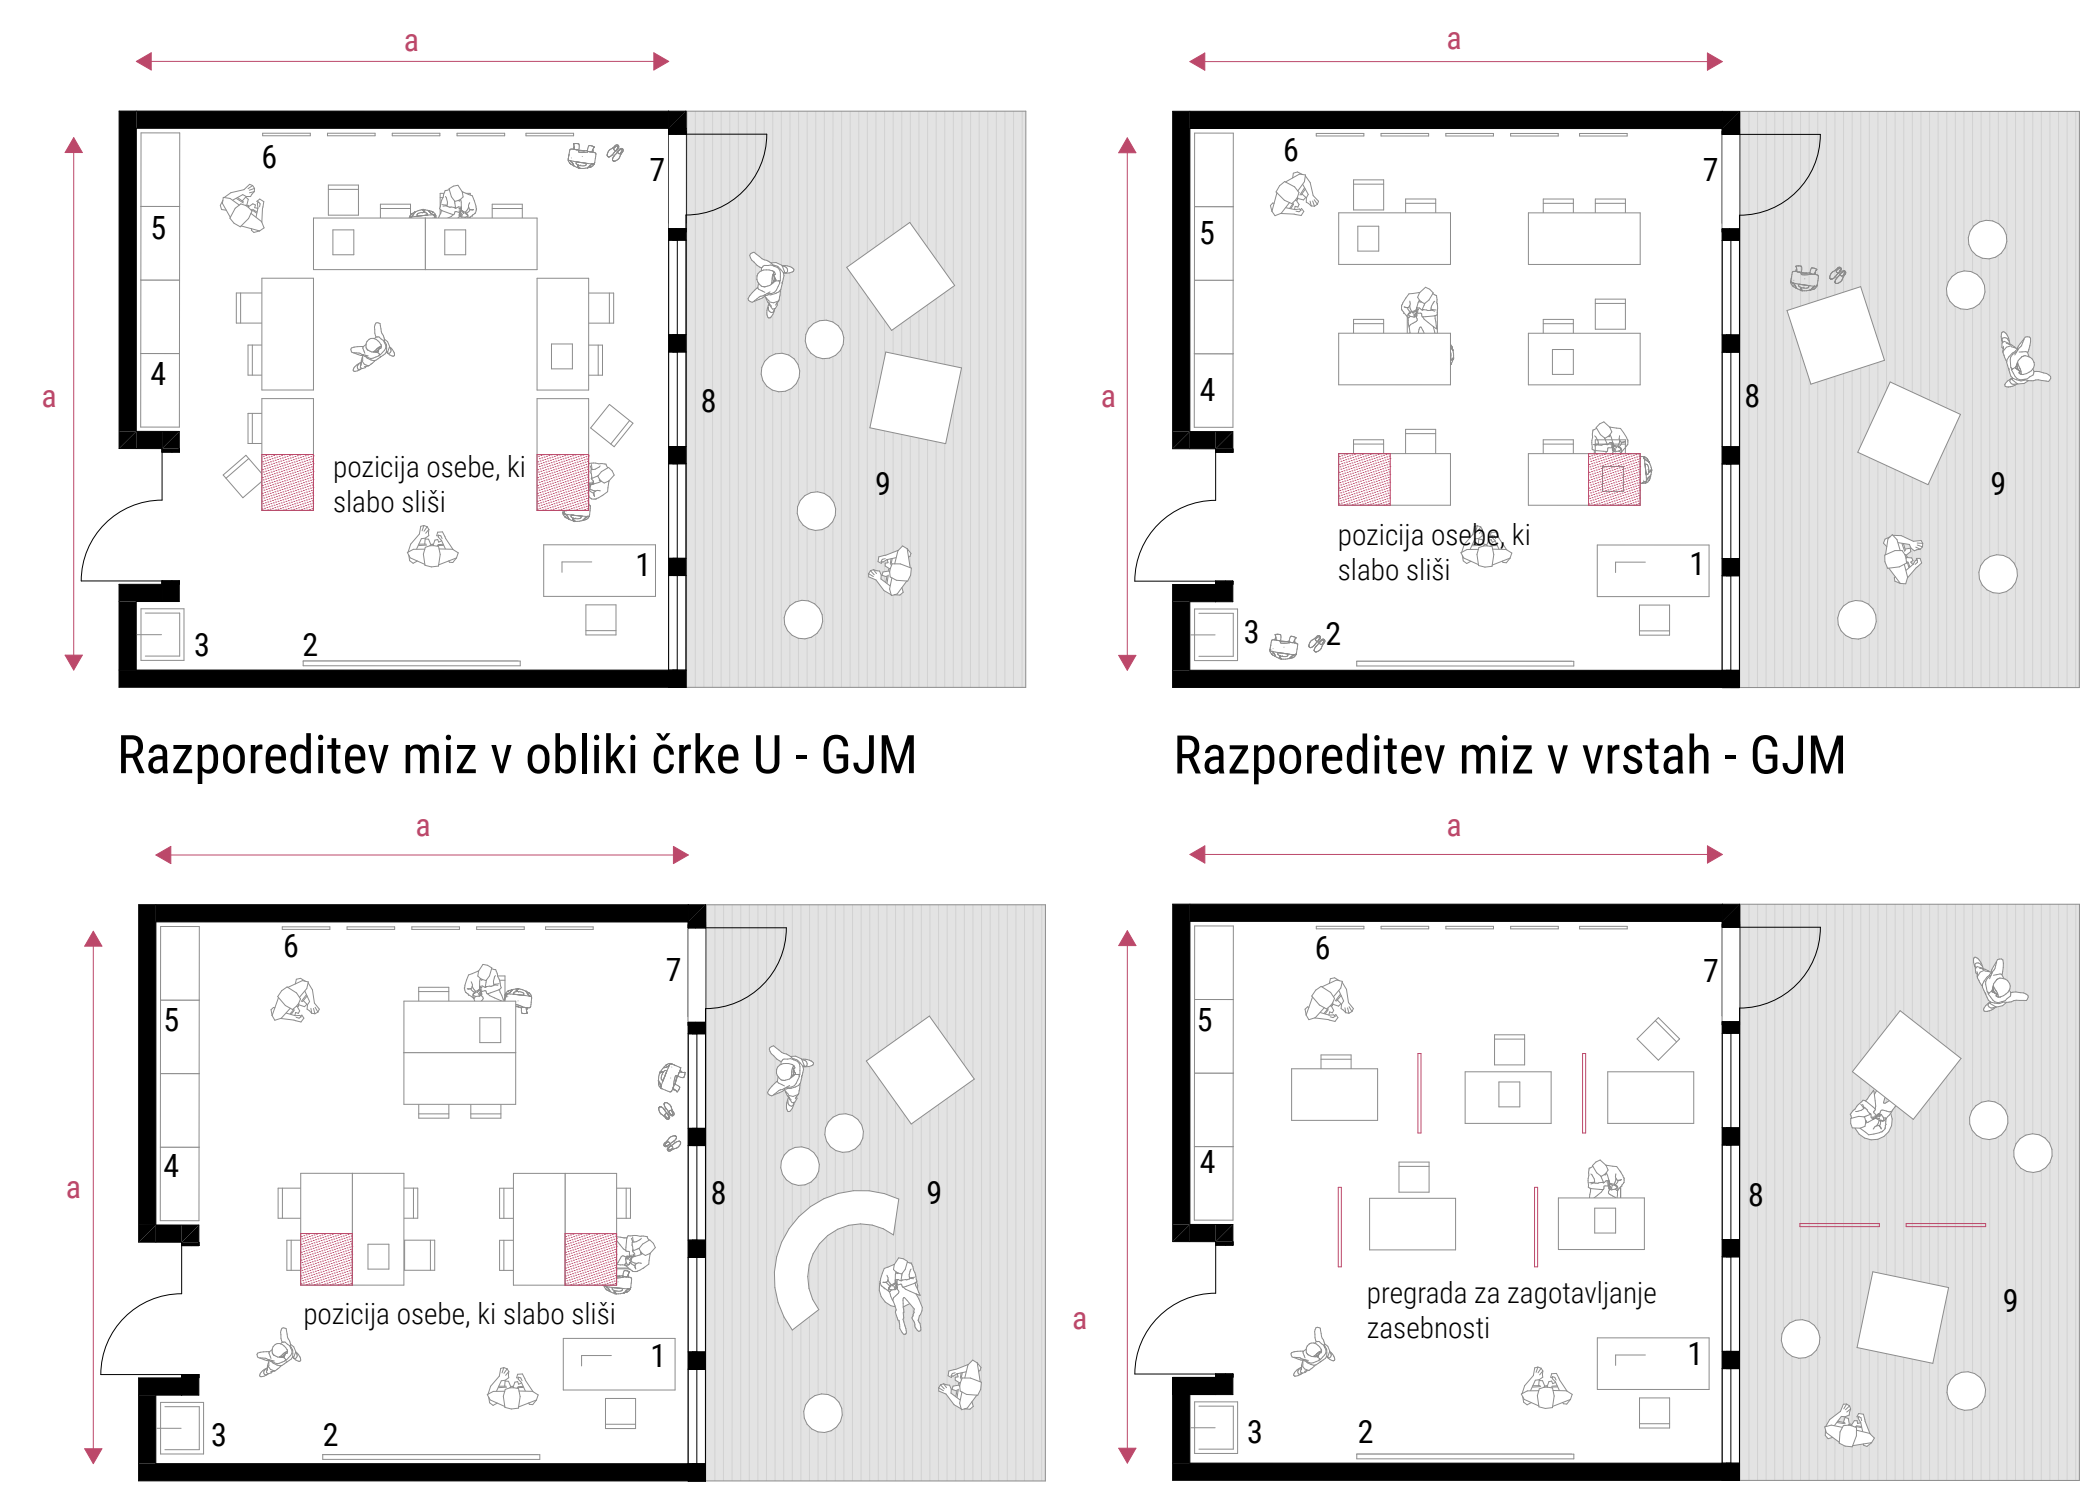 a
a
6
7
5
4
8
pozicija osebe, ki
slabo sliši
9
1
3
2
Razporeditev miz v obliki črke U - GJM
a
a
6
7
5
4
8
9
pozicija osebe, ki
slabo sliši
1
3
2
Razporeditev miz v vrstah - GJM
a
a
6
7
5
4
8
9
pozicija osebe, ki slabo sliši
1
3
2
a
a
6
7
5
4
8
9
pregrada za zagotavljanje
zasebnosti
1
3
2